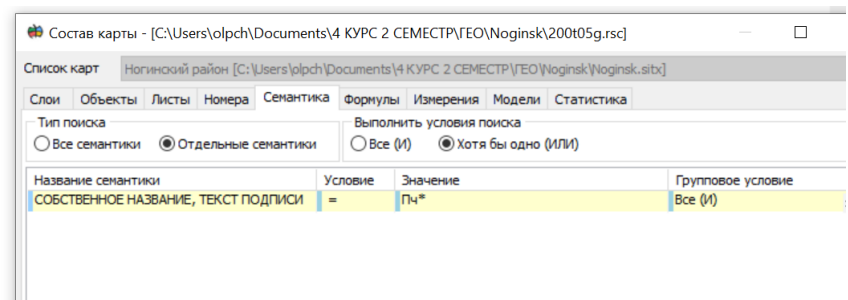 Состав карты - [C:\Users\olpch\Documents\4 КУРС 2 СЕМЕСТР\ГЕО\Noginsk\200t05g.rsc]
Список карт Ногинский район [C:\Users\olpch\Documents\4 КУРС 2 СЕМЕСТР\ГЕО\Noginsk\Noginsk.sitx]
Слои Объекты Листы Номера Семантика Формулы Измерения Модели Статистика
Тип поиска Выполнить условия поиска
Все семантики Отдельные семантики Все (И) Хотя бы одно (ИЛИ)
Название семантики Условие Значение Групповое условие
СОБСТВЕННОЕ НАЗВАНИЕ, ТЕКСТ ПОДПИСИ = Пч* Все (И)